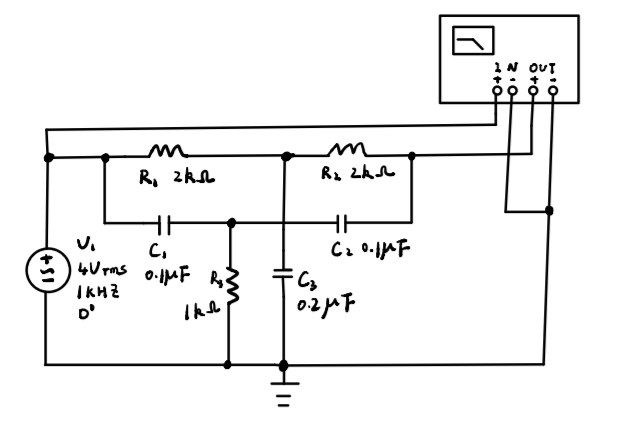 IN OUT
+ - + -
R₁ 2kΩ
R₂ 2kΩ
U₁
4Vrms
1kHZ
0°
C₁
0.1μF
R₃
1kΩ
C₂ 0.1μF
C₃
0.2μF